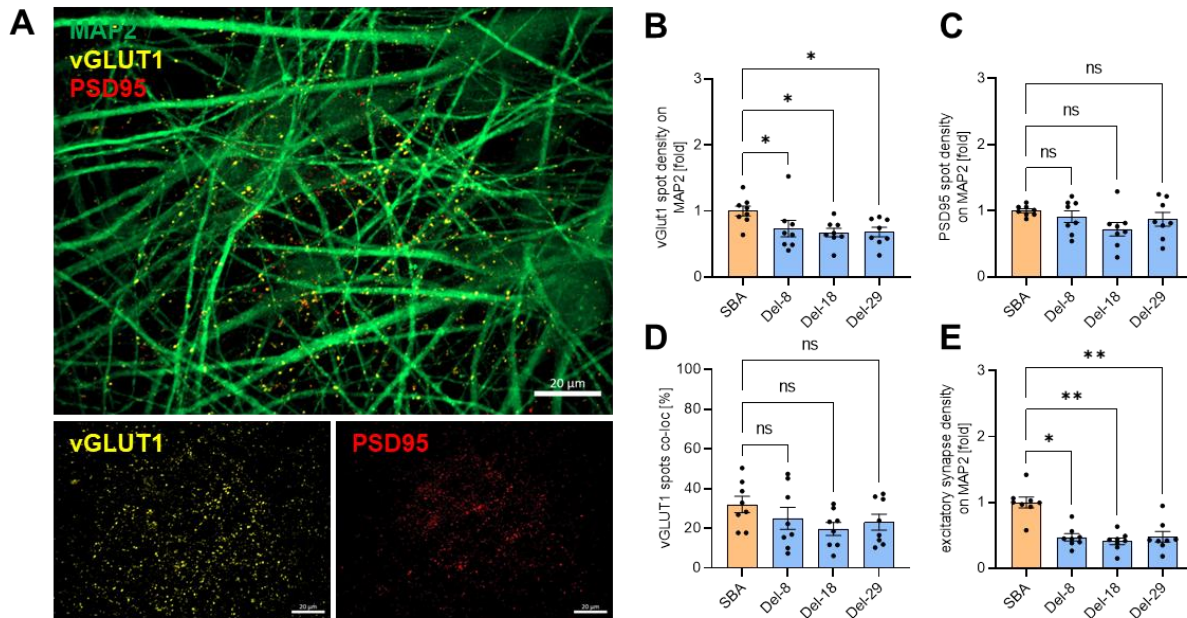 A
MAP2
vGLUT1
PSD95
20 µm
vGLUT1
20 µm
PSD95
20 µm
B
vGlut1 spot density on
MAP2 [fold]
3
2
1
0
*
*
*
SBA
Del-8
Del-18
Del-29
C
PSD95 spot density
on MAP2 [fold]
3
2
1
0
ns
ns
ns
SBA
Del-8
Del-18
Del-29
D
vGLUT1 spots co-loc [%]
100
80
60
40
20
0
ns
ns
ns
SBA
Del-8
Del-18
Del-29
E
excitatory synapse density
on MAP2 [fold]
3
2
1
0
**
**
*
SBA
Del-8
Del-18
Del-29